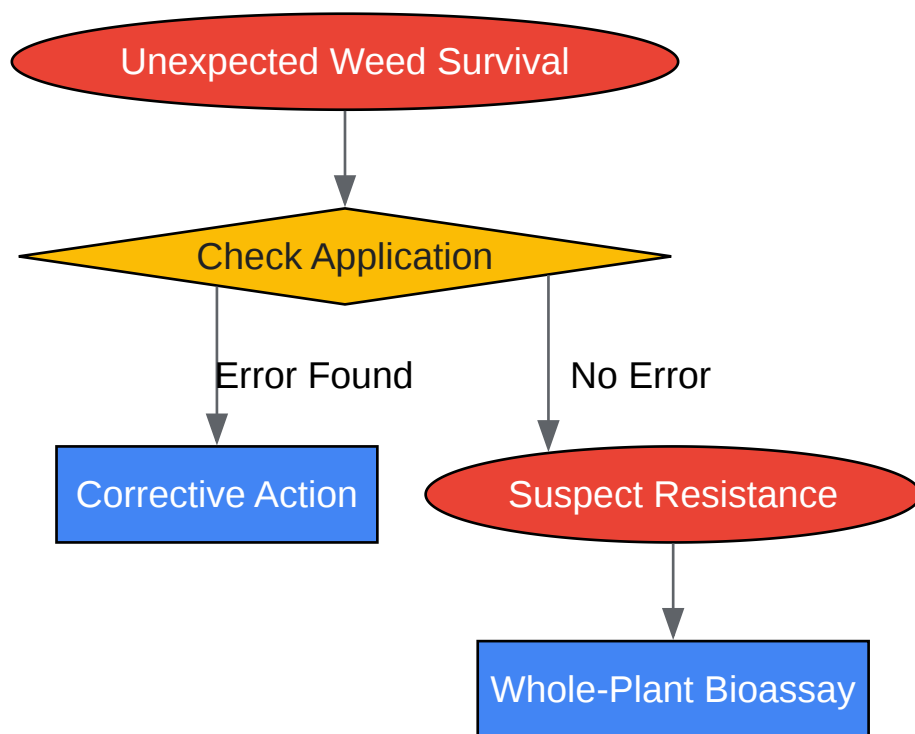 Unexpected Weed Survival
Check Application
Error Found
No Error
Corrective Action
Suspect Resistance
Whole-Plant Bioassay